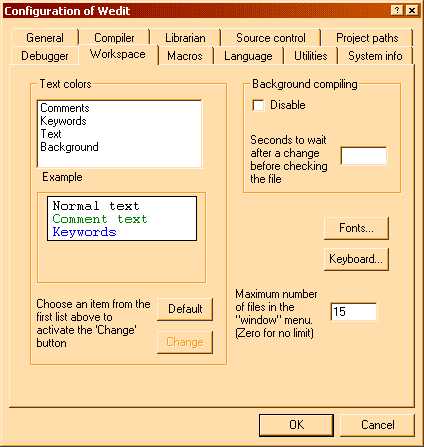 Configuration of Wedit
General
Compiler
Librarian
Source control
Project paths
Debugger
Workspace
Macros
Language
Utilities
System info
Text colors
Comments
Keywords
Text
Background
Example
Normal text
Comment text
Keywords
Choose an item from the
first list above to
activate the 'Change'
button
Default
Change
Background compiling
Disable
Seconds to wait
after a change
before checking
the file
Fonts...
Keyboard...
Maximum number
of files in the
"window" menu.
(Zero for no limit)
15
OK
Cancel